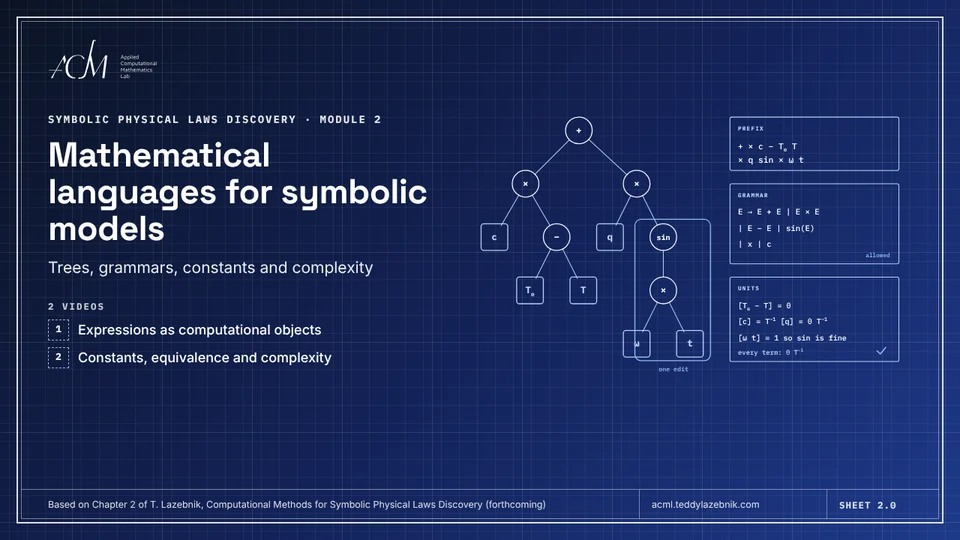 ACM
Applied
Computational
Mathematics
Lab
SYMBOLIC PHYSICAL LAWS DISCOVERY · MODULE 2
Mathematical
languages for symbolic
models
Trees, grammars, constants and complexity
2 VIDEOS
1 Expressions as computational objects
2 Constants, equivalence and complexity
+
× ×
c − q sin
Tₑ T ×
ω t
one edit
PREFIX
+ × c − Tₑ T
× q sin × ω t
GRAMMAR
E → E + E | E × E
| E − E | sin(E)
| x | c
allowed
UNITS
[Tₑ − T] = Θ
[c] = T⁻¹ [q] = Θ T⁻¹
[ω t] = 1 so sin is fine
every term: Θ T⁻¹
Based on Chapter 2 of T. Lazebnik, Computational Methods for Symbolic Physical Laws Discovery (forthcoming)
acml.teddylazebnik.com
SHEET 2.0